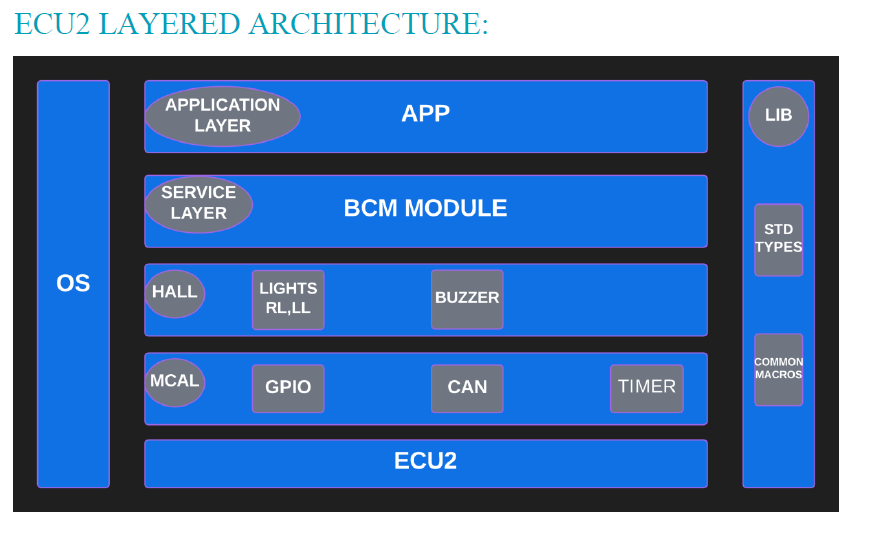 ECU2 LAYERED ARCHITECTURE:
APPLICATION
LAYER
APP
LIB
SERVICE
LAYER
BCM MODULE
STD
TYPES
OS
HALL
LIGHTS
RL,LL
BUZZER
COMMON
MACROS
MCAL
GPIO
CAN
TIMER
ECU2